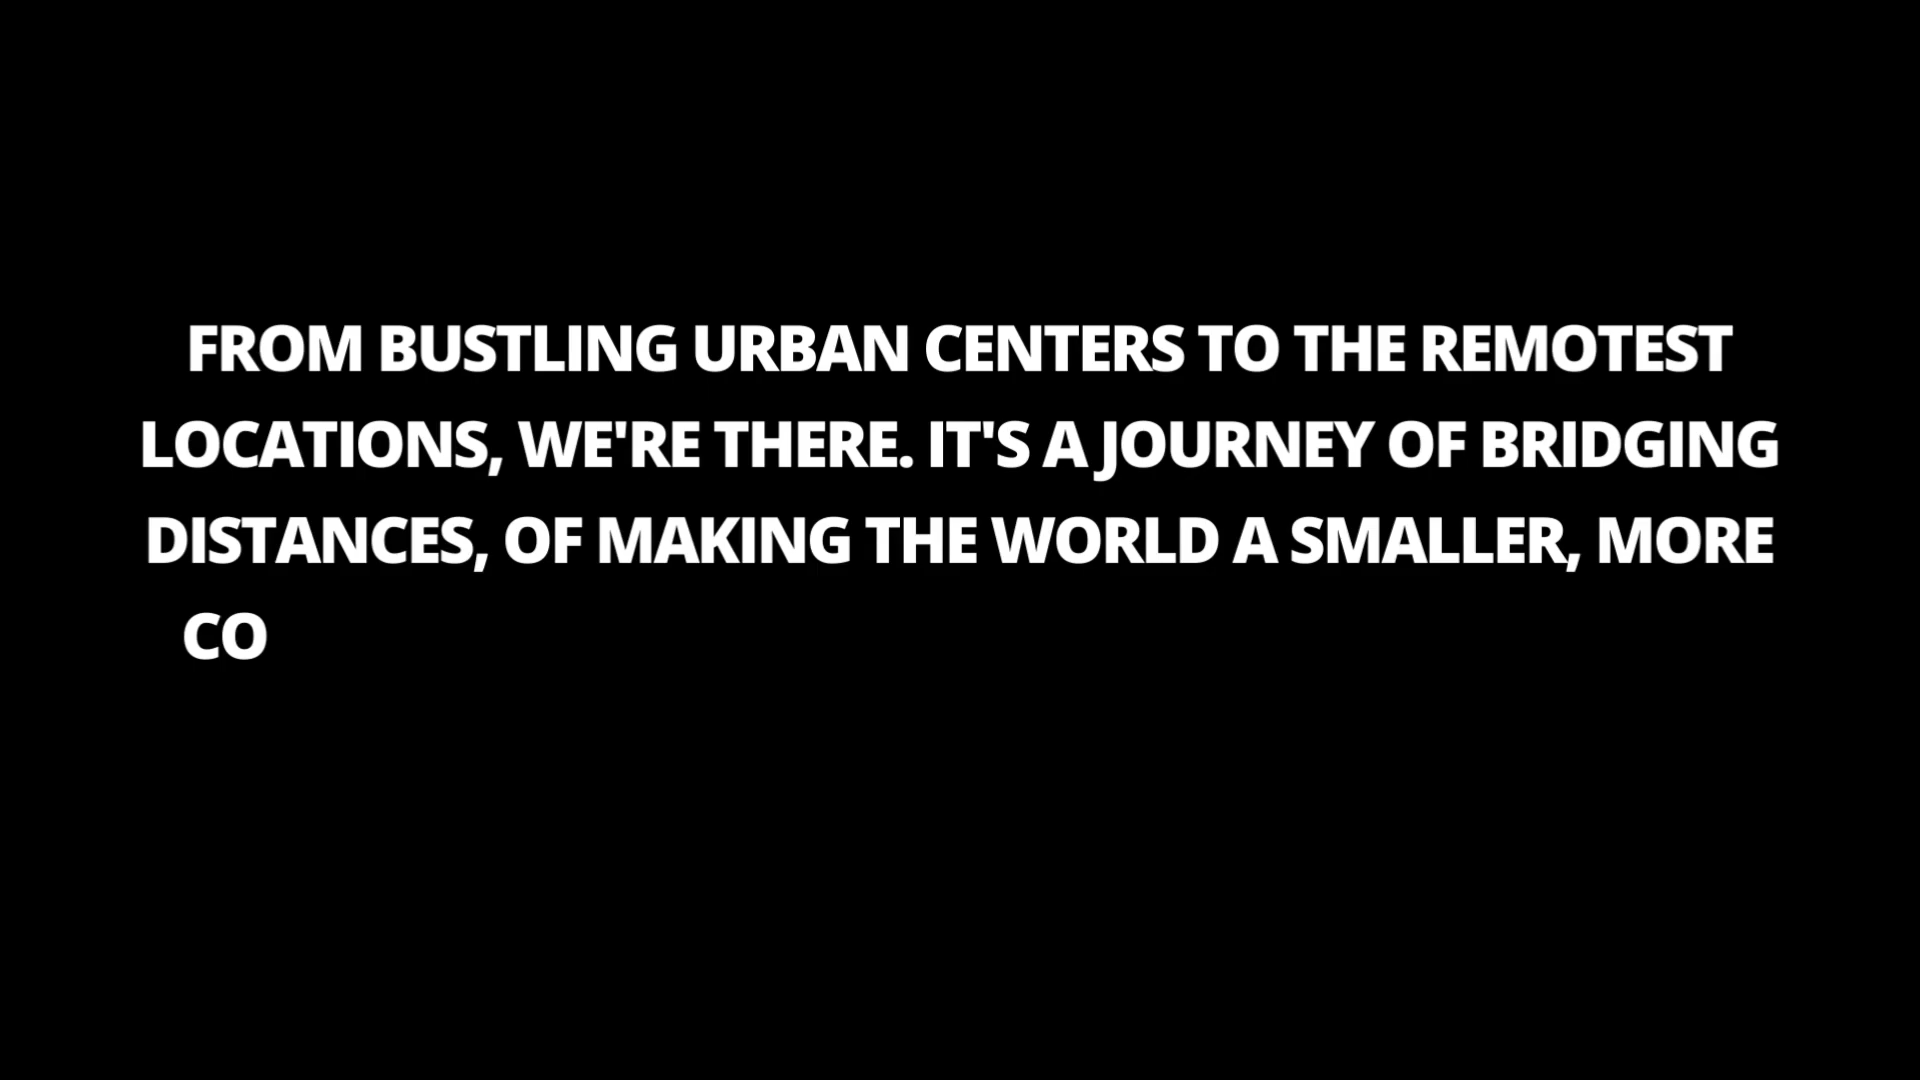 FROM BUSTLING URBAN CENTERS TO THE REMOTEST
LOCATIONS, WE'RE THERE. IT'S A JOURNEY OF BRIDGING
DISTANCES, OF MAKING THE WORLD A SMALLER, MORE
CO